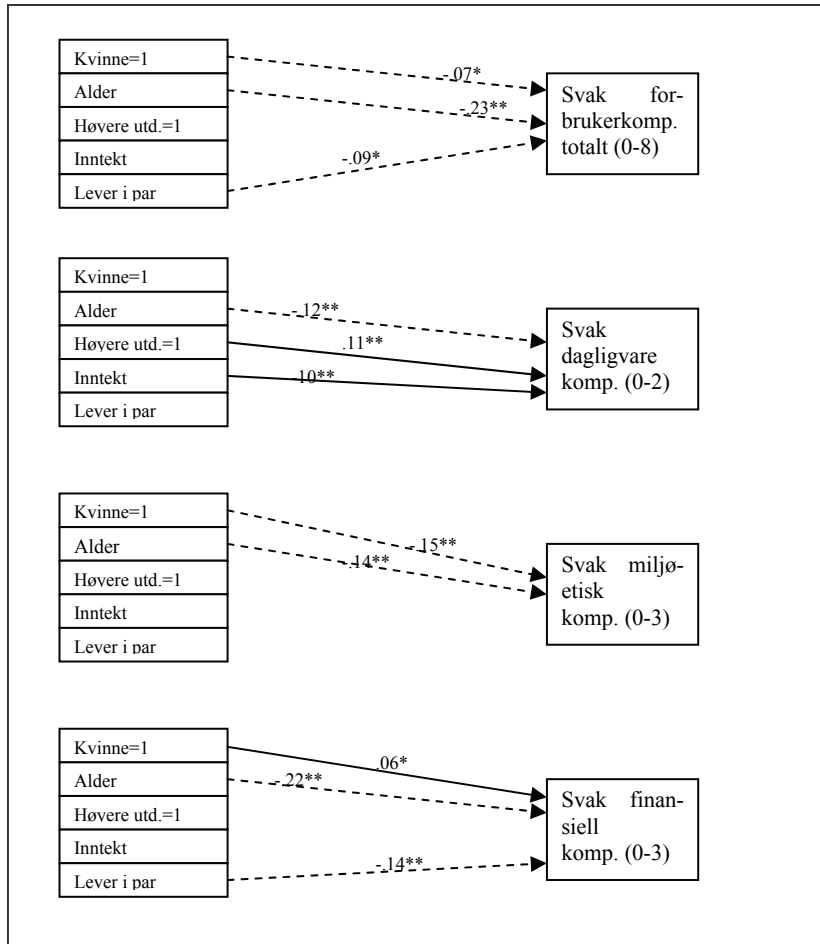 Kvinne=1
Alder
Høyere utd.=1
Inntekt
Lever i par
-.07*
-.23**
-.09*
Svak for-
brukerkomp.
totalt (0-8)
Kvinne=1
Alder
Høyere utd.=1
Inntekt
Lever i par
-.12**
.11**
-10**
Svak
dagligvare
komp. (0-2)
Kvinne=1
Alder
Høyere utd.=1
Inntekt
Lever i par
-.15**
-.14**
Svak miljø-
etisk
komp. (0-3)
Kvinne=1
Alder
Høyere utd.=1
Inntekt
Lever i par
.06*
-.22**
-.14**
Svak finan-
siell
komp. (0-3)